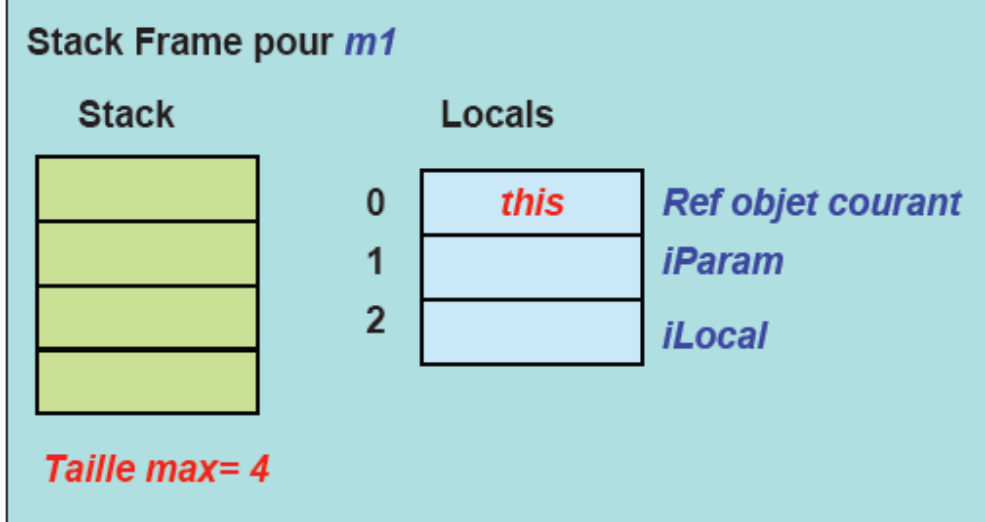 Stack Frame pour m1
Stack
Locals
0 this Ref objet courant
1 iParam
2 iLocal
Taille max= 4